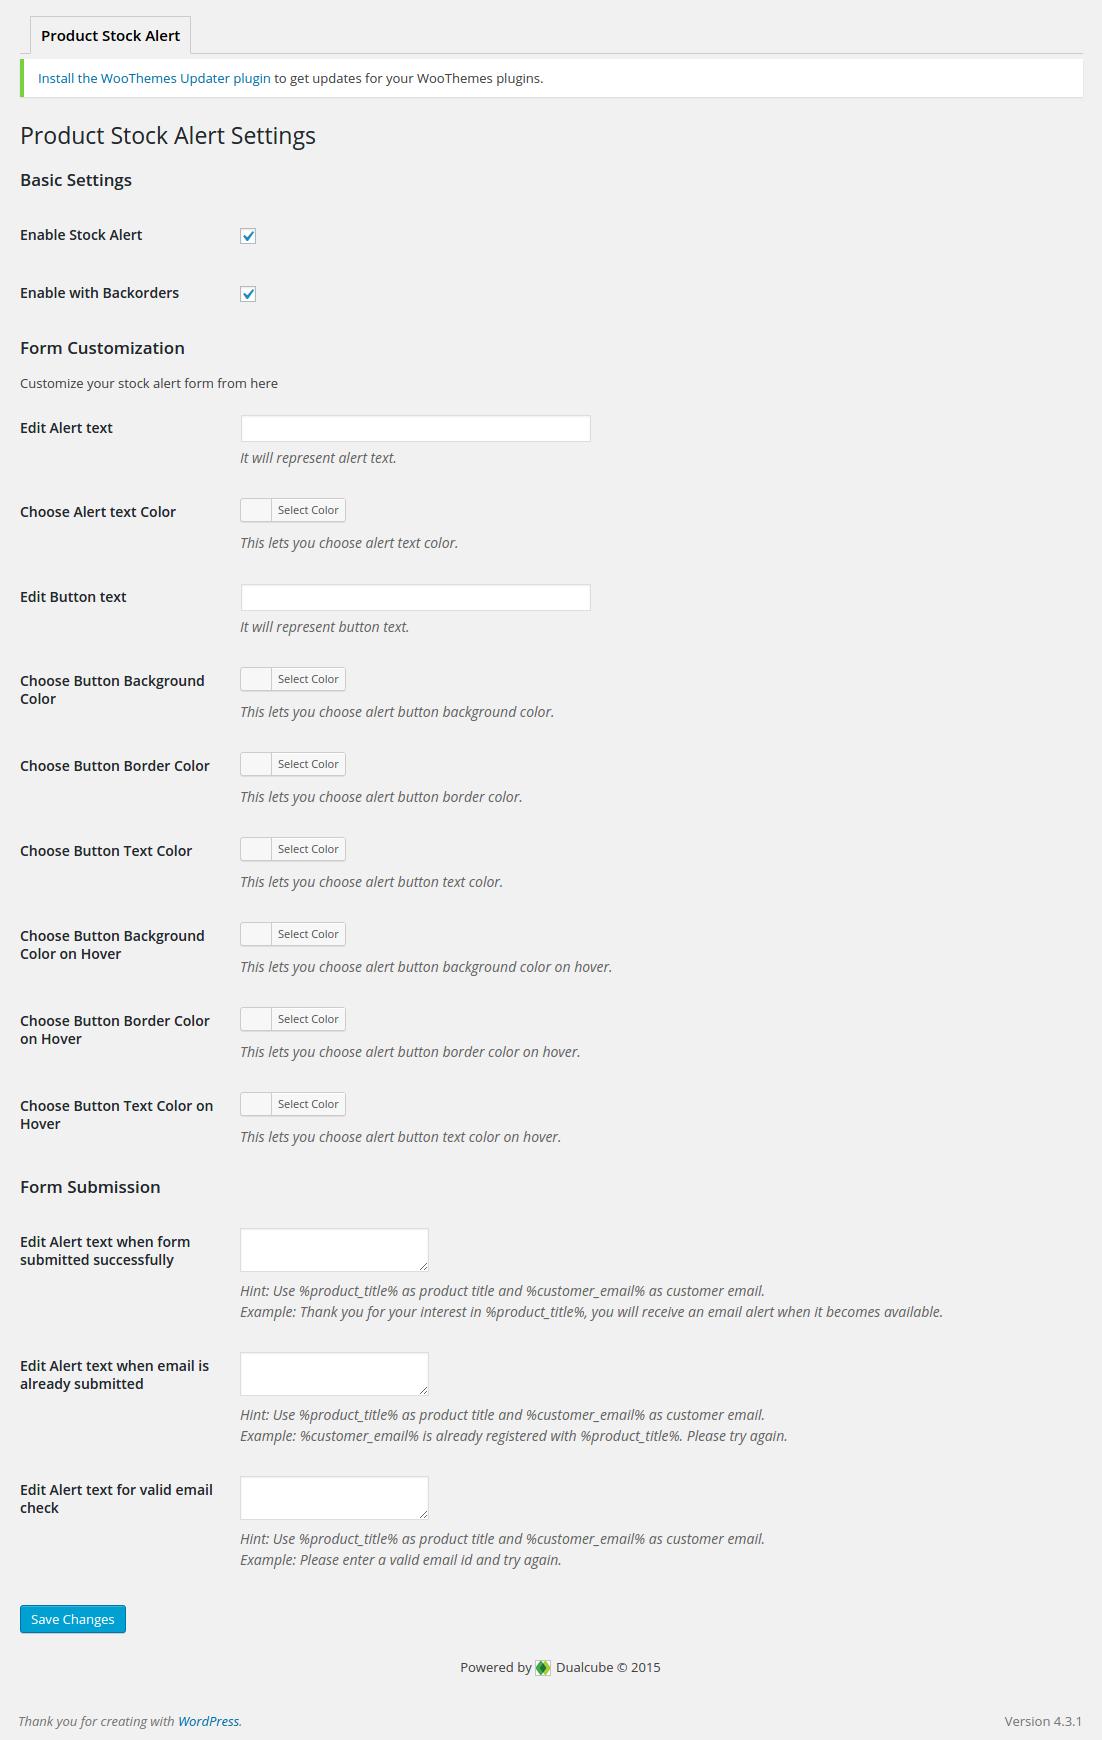 Product Stock Alert
Install the WooThemes Updater plugin to get updates for your WooThemes plugins.
Product Stock Alert Settings
Basic Settings
Enable Stock Alert
Enable with Backorders
Form Customization
Customize your stock alert form from here
Edit Alert text
It will represent alert text.
Choose Alert text Color
Select Color
This lets you choose alert text color.
Edit Button text
It will represent button text.
Choose Button Background
Color
Select Color
This lets you choose alert button background color.
Choose Button Border Color
Select Color
This lets you choose alert button border color.
Choose Button Text Color
Select Color
This lets you choose alert button text color.
Choose Button Background
Color on Hover
Select Color
This lets you choose alert button background color on hover.
Choose Button Border Color
on Hover
Select Color
This lets you choose alert button border color on hover.
Choose Button Text Color on
Hover
Select Color
This lets you choose alert button text color on hover.
Form Submission
Edit Alert text when form
submitted successfully
Hint: Use %product_title% as product title and %customer_email% as customer email.
Example: Thank you for your interest in %product_title%, you will receive an email alert when it becomes available.
Edit Alert text when email is
already submitted
Hint: Use %product_title% as product title and %customer_email% as customer email.
Example: %customer_email% is already registered with %product_title%. Please try again.
Edit Alert text for valid email
check
Hint: Use %product_title% as product title and %customer_email% as customer email.
Example: Please enter a valid email id and try again.
Save Changes
Powered by Dualcube © 2015
Thank you for creating with WordPress.
Version 4.3.1